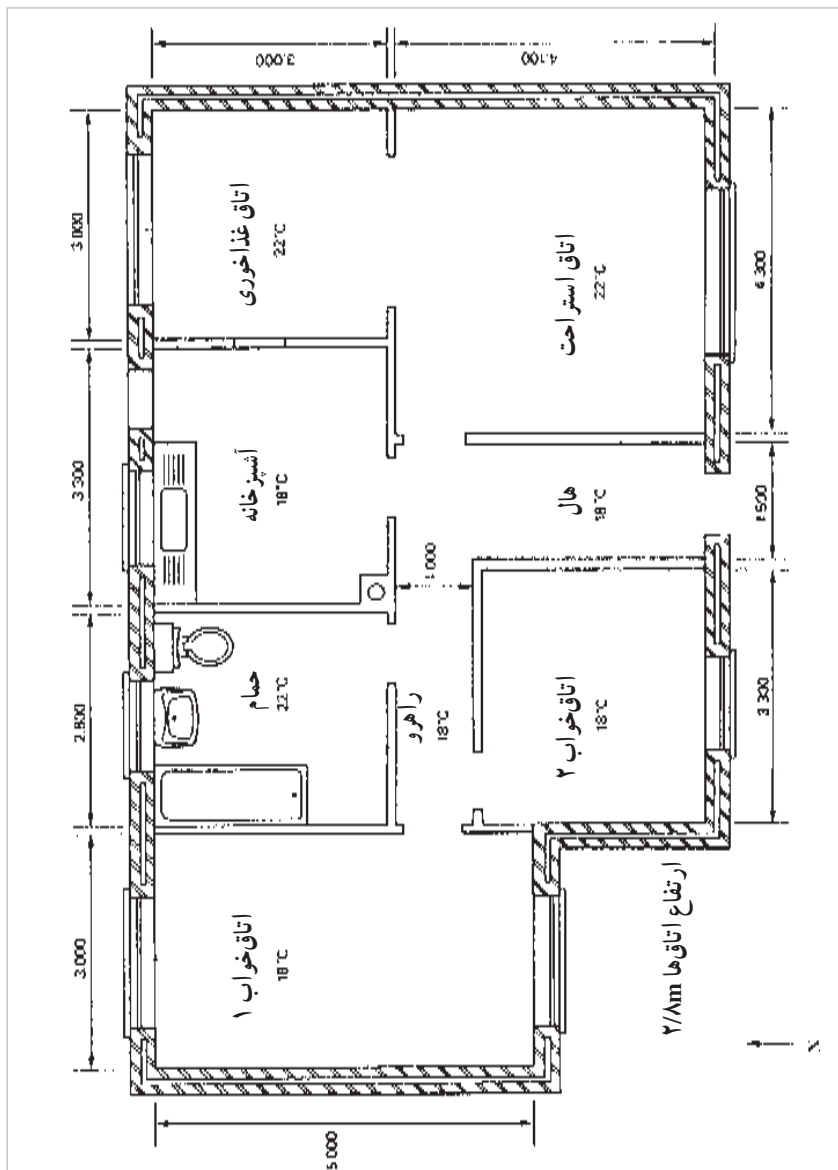 3.000
4.100
3.000
اتاق غذاخوری
22°C
اتاق استراحت
22°C
3.300
آشپزخانه
18°C
هال
18°C
1.500
1.000
2.800
حمام
22°C
راهرو
18°C
اتاق خواب ۲
18°C
3.300
3.000
اتاق خواب ۱
18°C
ارتفاع اتاق‌ها ۲/۸m
N
5.000